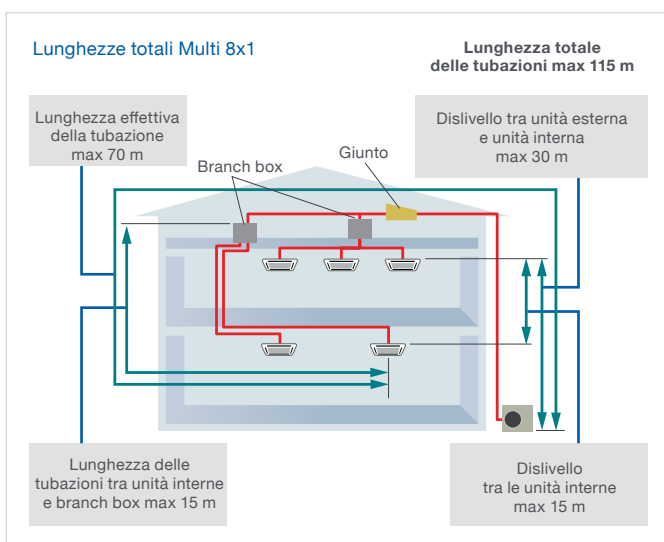 Lunghezze totali Multi 8x1
Lunghezza totale
delle tubazioni max 115 m
Lunghezza effettiva
della tubazione
max 70 m
Dislivello tra unità esterna
e unità interna
max 30 m
Branch box
Giunto
Lunghezza delle
tubazioni tra unità interne
e branch box max 15 m
Dislivello
tra le unità interne
max 15 m